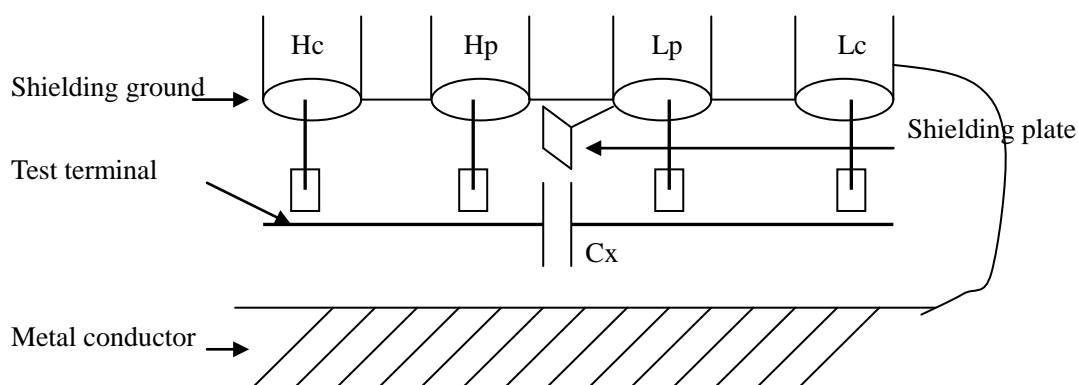 Hc
Hp
Lp
Lc
Shielding ground
Shielding plate
Test terminal
Cx
Metal conductor